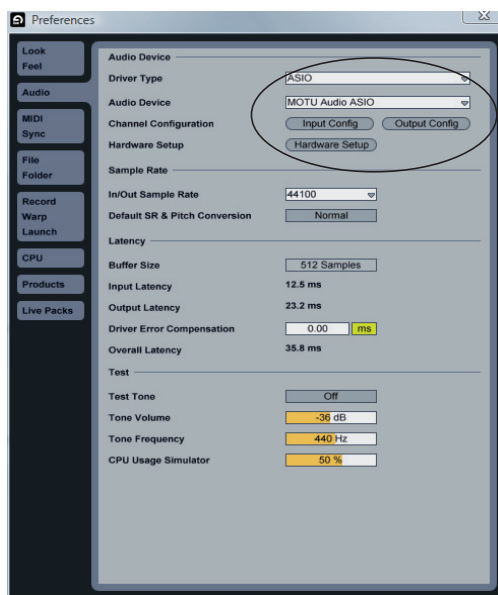 Preferences
Look
Feel
Audio
MIDI
Sync
File
Folder
Record
Warp
Launch
CPU
Products
Live Packs
Audio Device
Driver Type ASIO
Audio Device MOTU Audio ASIO
Channel Configuration Input Config Output Config
Hardware Setup Hardware Setup
Sample Rate
In/Out Sample Rate 44100
Default SR & Pitch Conversion Normal
Latency
Buffer Size 512 Samples
Input Latency 12.5 ms
Output Latency 23.2 ms
Driver Error Compensation 0.00 ms
Overall Latency 35.8 ms
Test
Test Tone Off
Tone Volume -36 dB
Tone Frequency 440 Hz
CPU Usage Simulator 50 %